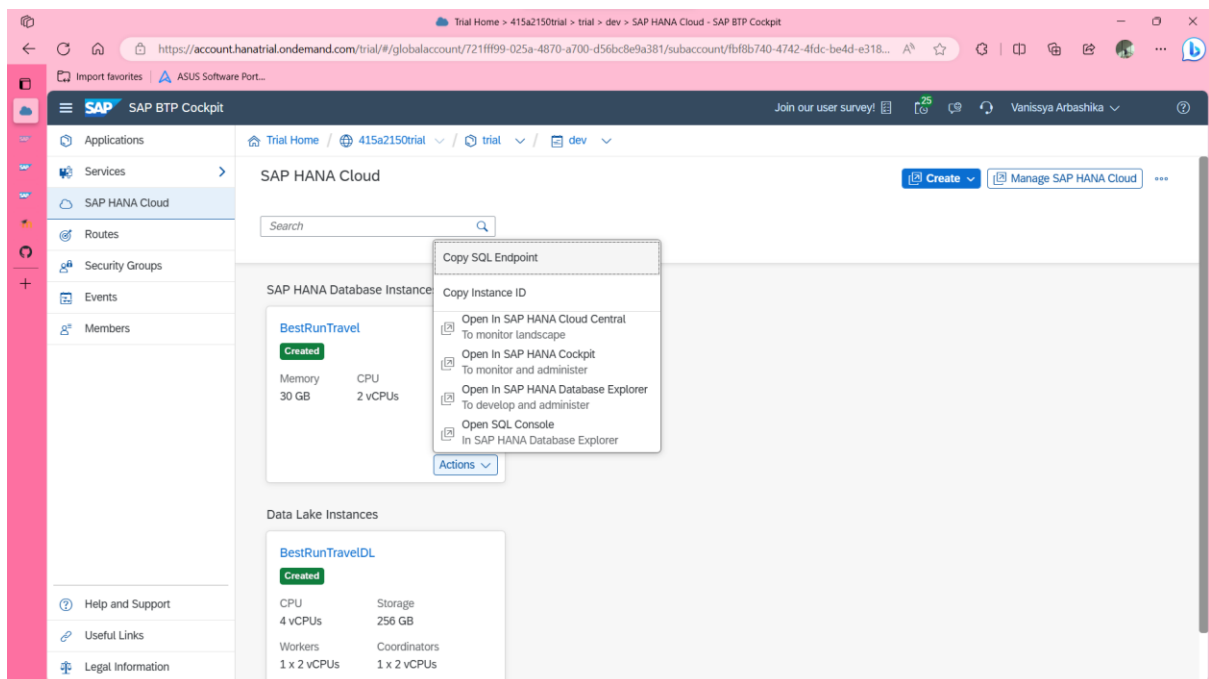 Trial Home > 415a2150trial > trial > dev > SAP HANA Cloud - SAP BTP Cockpit
https://account.hanatrial.ondemand.com/trial/#/globalaccount/721fff99-025a-4870-a700-d56bc8e9a381/subaccount/fbf8b740-4742-4fdc-be4d-e318...
Import favorites
ASUS Software Port...
SAP SAP BTP Cockpit
Join our user survey!
25
Vanissya Arbashika
Applications
Services
SAP HANA Cloud
Routes
Security Groups
Events
Members
Help and Support
Useful Links
Legal Information
Trial Home / 415a2150trial / trial / dev
SAP HANA Cloud
Create
Manage SAP HANA Cloud
Search
SAP HANA Database Instance
BestRunTravel
Created
Memory CPU
30 GB 2 vCPUs
Copy SQL Endpoint
Copy Instance ID
Open In SAP HANA Cloud Central
To monitor landscape
Open In SAP HANA Cockpit
To monitor and administer
Open In SAP HANA Database Explorer
To develop and administer
Open SQL Console
In SAP HANA Database Explorer
Actions
Data Lake Instances
BestRunTravelDL
Created
CPU Storage
4 vCPUs 256 GB
Workers Coordinators
1 x 2 vCPUs 1 x 2 vCPUs